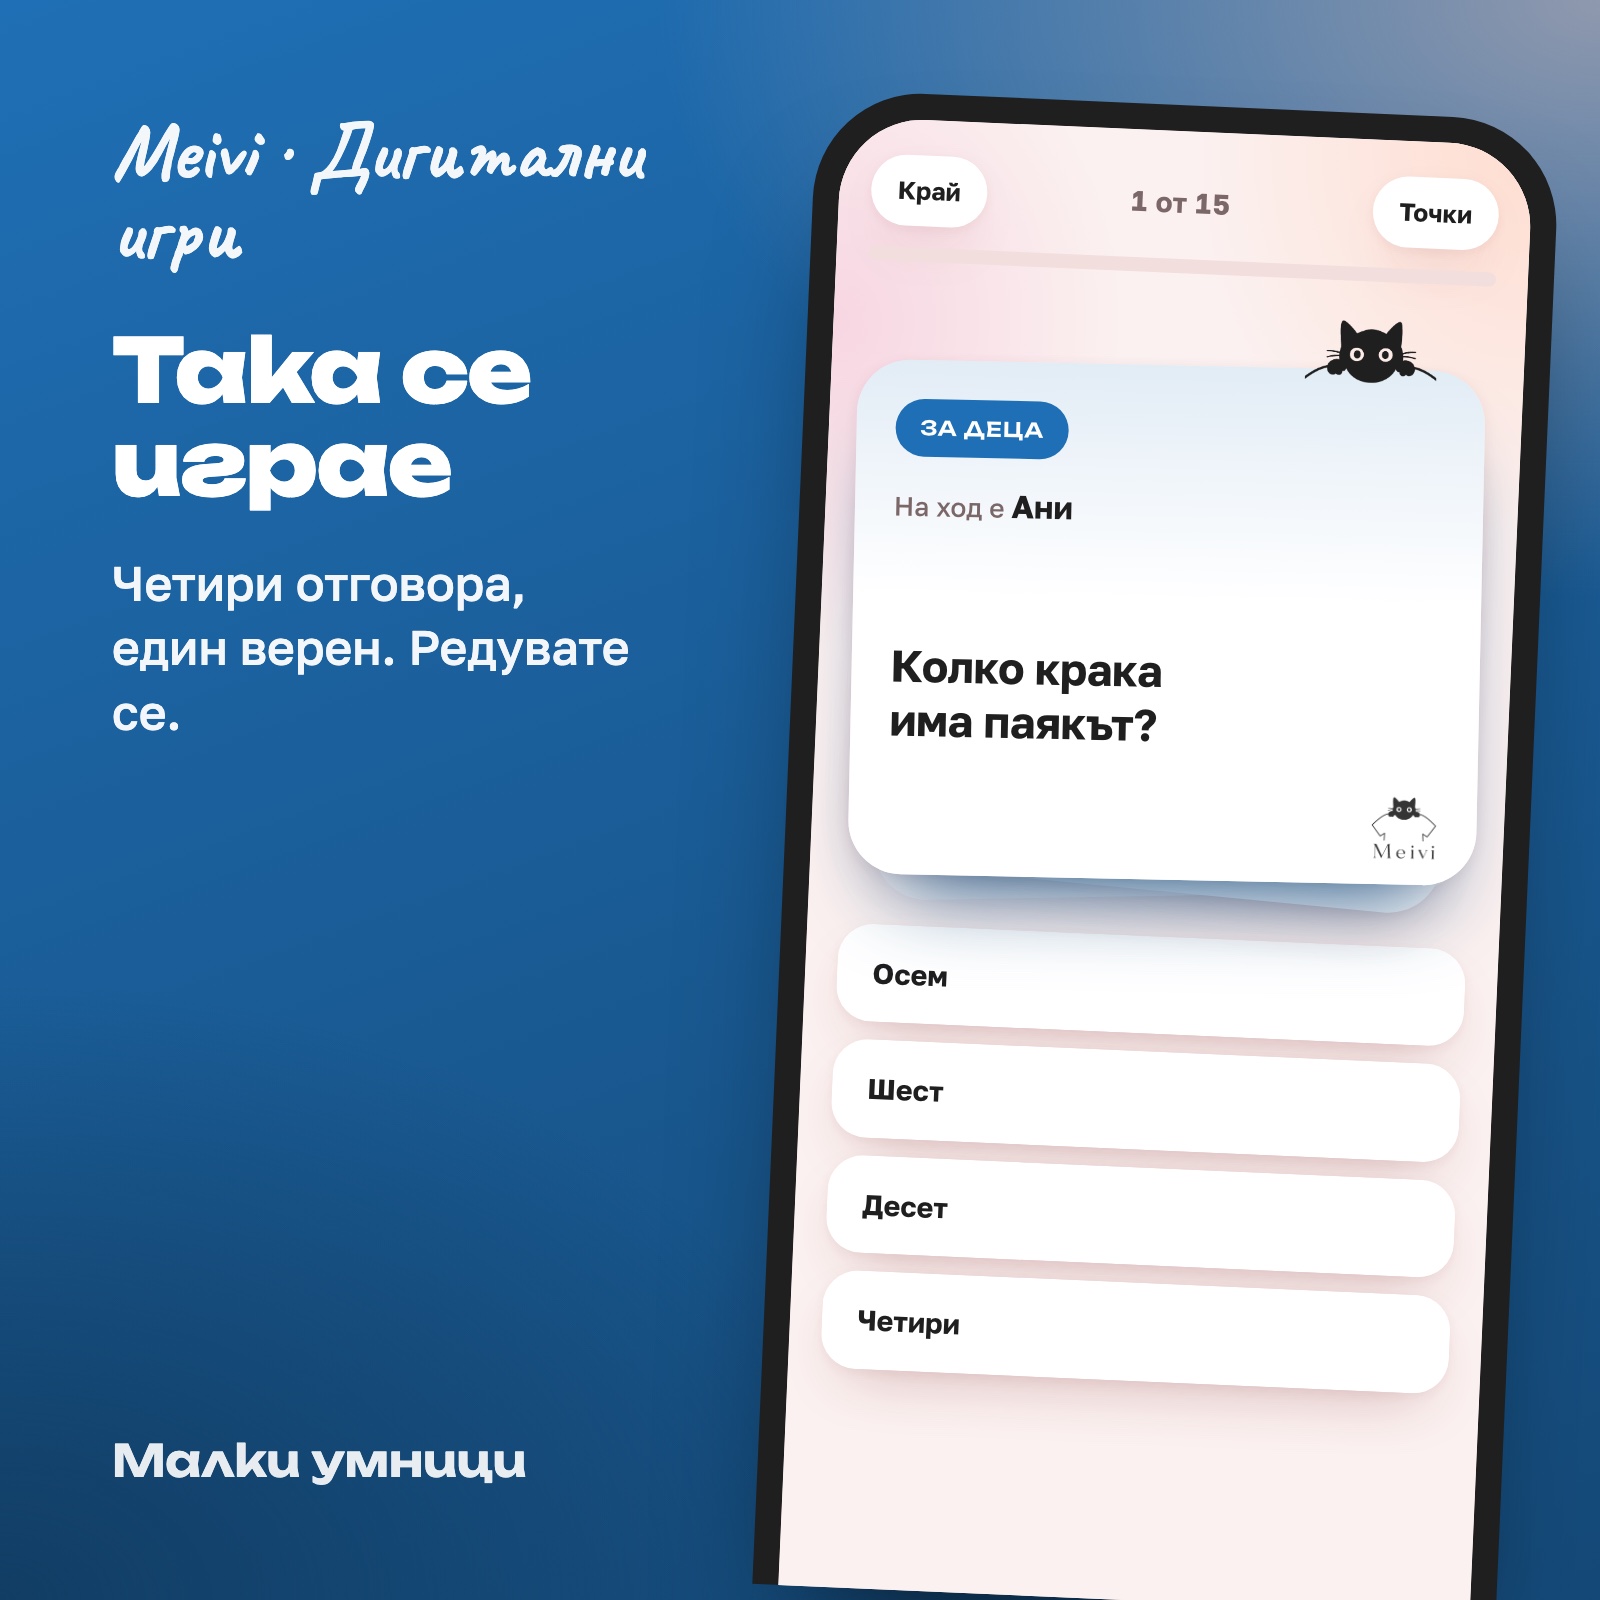 Meivi · Дигитални
игри
Така се
играе
Четири отговора,
един верен. Редувате
се.
Малки умници
Край
1 от 15
Точки
ЗА ДЕЦА
На ход е Ани
Колко крака
има паякът?
Meivi
Осем
Шест
Десет
Четири